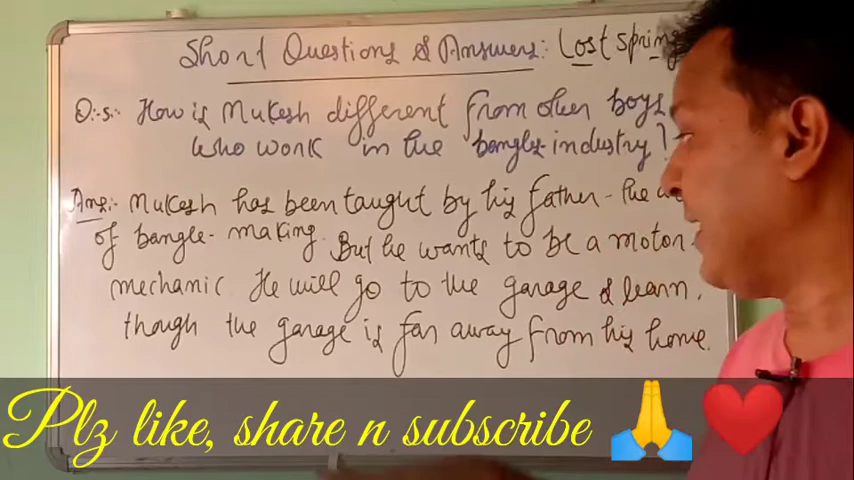 Short Questions & Answers: Lost Spring
Q:-5:- How is Mukesh different from other boys
who work in the bangle-industry?
Ans:- Mukesh has been taught by his father - the
of bangle-making. But he wants to be a motor-
mechanic. He will go to the garage & learn,
though the garage is far away from his home.
Plz like, share n subscribe 🙏❤️